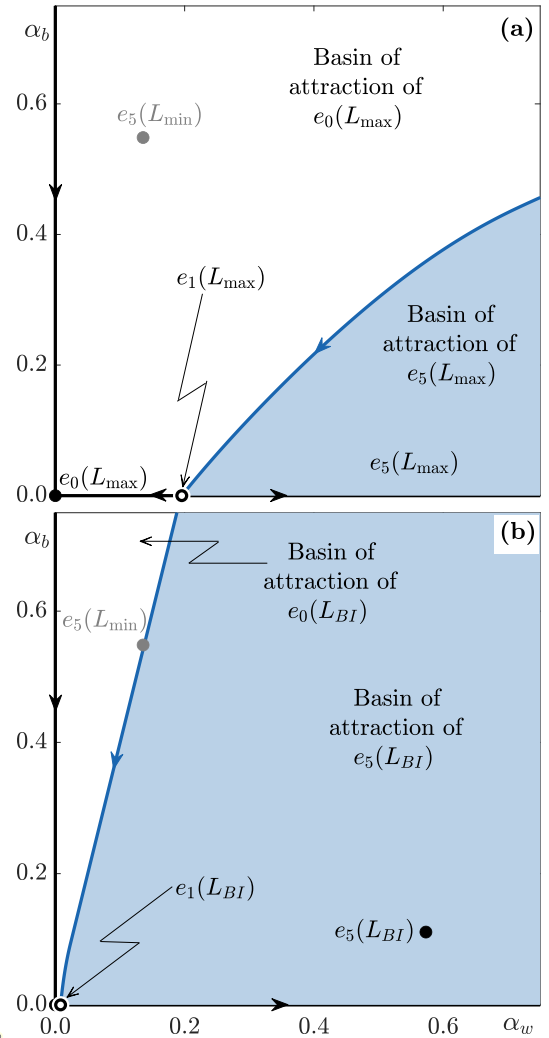 α_b
(a)
Basin of
attraction of
e_0(L_max)
0.6
e_5(L_min)
0.4
e_1(L_max)
Basin of
attraction of
e_5(L_max)
0.2
e_5(L_max)
e_0(L_max)
0.0
α_b
(b)
Basin of
attraction of
e_0(L_BI)
0.6
e_5(L_min)
Basin of
attraction of
e_5(L_BI)
0.4
0.2
e_1(L_BI)
e_5(L_BI)
0.0
0.0 0.2 0.4 0.6 α_w